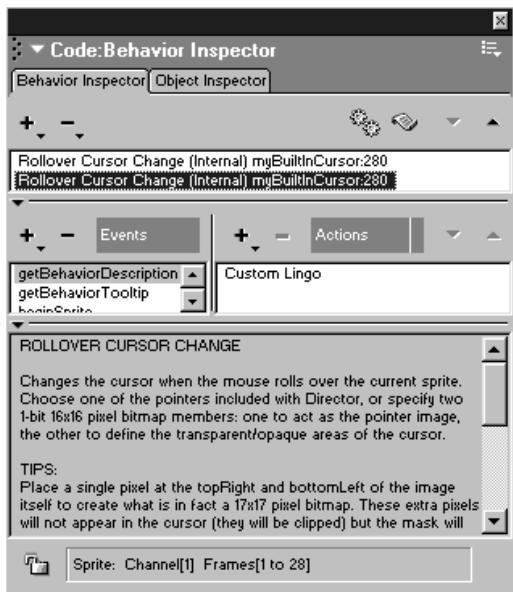 Code:Behavior Inspector
Behavior Inspector Object Inspector
Rollover Cursor Change (Internal) myBuiltInCursor:280
Rollover Cursor Change (Internal) myBuiltInCursor:280
Events Actions
getBehaviorDescription Custom Lingo
getBehaviorTooltip
beginSprite
ROLLOVER CURSOR CHANGE
Changes the cursor when the mouse rolls over the current sprite.
Choose one of the pointers included with Director, or specify two
1-bit 16x16 pixel bitmap members: one to act as the pointer image,
the other to define the transparent/opaque areas of the cursor.
TIPS:
Place a single pixel at the topRight and bottomLeft of the image
itself to create what is in fact a 17x17 pixel bitmap. These extra pixels
will not appear in the cursor (they will be clipped) but the mask will
Sprite: Channel[1] Frames[1 to 28]